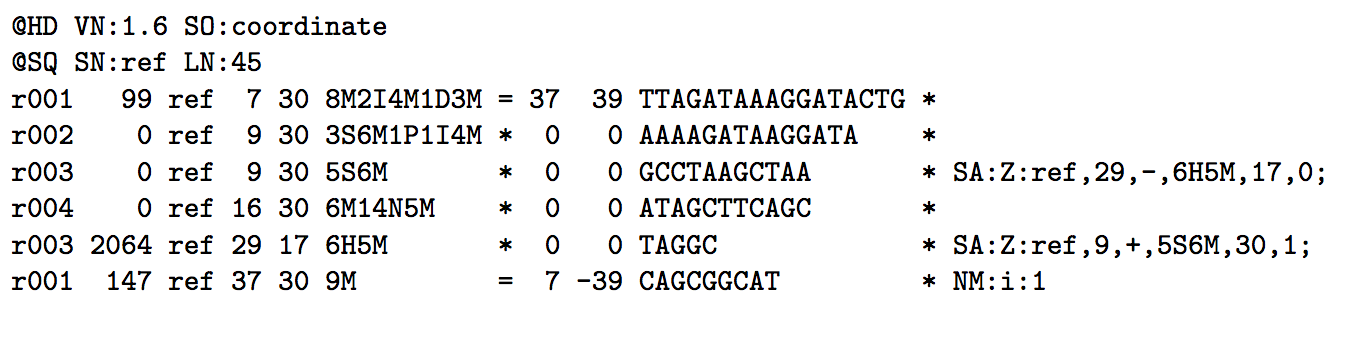 @HD VN:1.6 SO:coordinate
@SQ SN:ref LN:45
r001   99 ref  7 30 8M2I4M1D3M = 37  39 TTAGATAAAGGATACTG *
r002    0 ref  9 30 3S6M1P1I4M *  0   0 AAAAGATAAGGATA    *
r003    0 ref  9 30 5S6M       *  0   0 GCCTAAGCTAA       * SA:Z:ref,29,-,6H5M,17,0;
r004    0 ref 16 30 6M14N5M    *  0   0 ATAGCTTCAGC       *
r003 2064 ref 29 17 6H5M       *  0   0 TAGGC             * SA:Z:ref,9,+,5S6M,30,1;
r001  147 ref 37 30 9M         =  7 -39 CAGCGGCAT         * NM:i:1